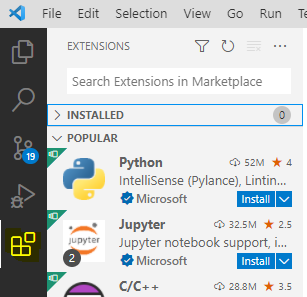 File Edit View Go Run Te
EXTENSIONS
Search Extensions in Marketplace
INSTALLED 0
POPULAR
Python 52M 4
IntelliSense (Pylance), Lintin...
Microsoft Install
jupyter
2
Jupyter 32.5M 2.5
Jupyter notebook support, i...
Microsoft Install
C/C++ 28.8M 3.5
19